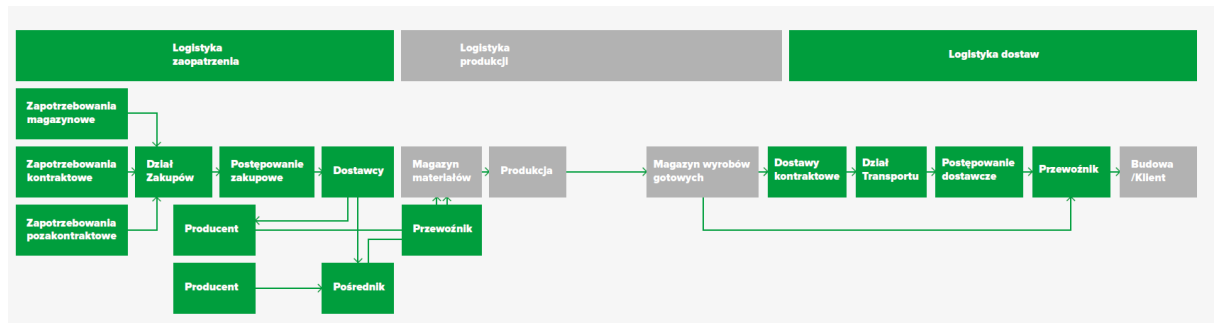 Logistyka
zaopatrzenia
Logistyka
produkcji
Logistyka dostaw
Zapotrzebowania
magazynowe
Zapotrzebowania
kontraktowe
Dział
Zakupów
Postępowanie
zakupowe
Dostawcy
Magazyn
materiałów
Produkcja
Magazyn wyrobów
gotowych
Dostawy
kontraktowe
Dział
Transportu
Postępowanie
dostawcze
Przewoźnik
Budowa
/Klient
Zapotrzebowania
pozakontraktowe
Producent
Przewoźnik
Producent
Pośrednik